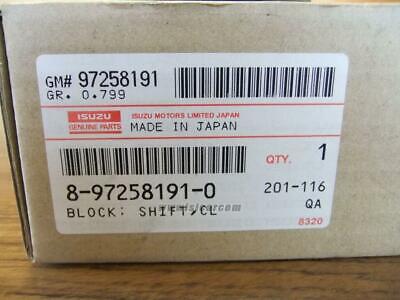 GM# 97258191
GR. 0.799
ISUZU
GENUINE PARTS
ISUZU MOTORS LIMITED JAPAN
MADE IN JAPAN
QTY. 1
8-97258191-0
201-116
BLOCK: SHIFT,CL
QA
8320